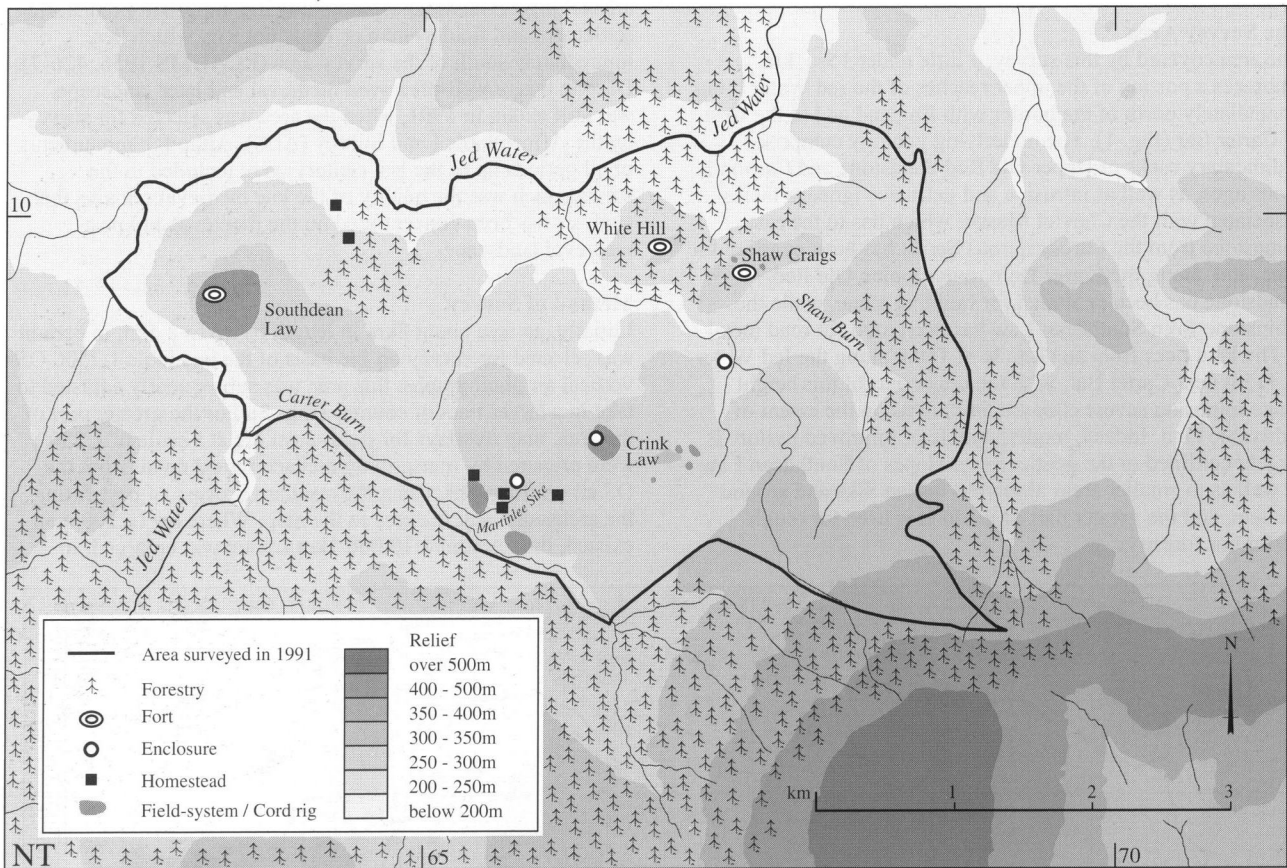 Jed Water
Jed Water
10
White Hill
Shaw Craigs
Southdean
Law
Shaw Burn
Carter Burn
Crink
Law
Martinlee Sike
Jed Water
Area surveyed in 1991
Forestry
Fort
Enclosure
Homestead
Field-system / Cord rig
Relief
over 500m
400 - 500m
350 - 400m
300 - 350m
250 - 300m
200 - 250m
below 200m
N
km
1
2
3
NT
65
70